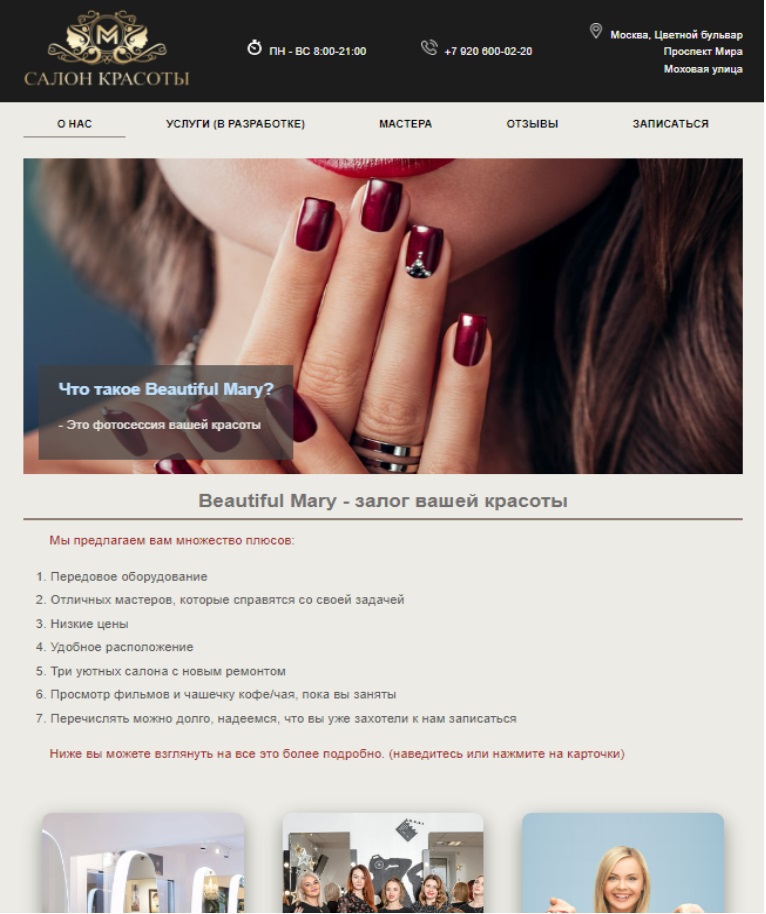 M
САЛОН КРАСОТЫ
ПН - ВС 8:00-21:00
+7 920 600-02-20
Москва, Цветной бульвар
Проспект Мира
Моховая улица
О НАС
УСЛУГИ (В РАЗРАБОТКЕ)
МАСТЕРА
ОТЗЫВЫ
ЗАПИСАТЬСЯ
Что такое Beautiful Mary?
- Это фотосессия вашей красоты
Beautiful Mary - залог вашей красоты
Мы предлагаем вам множество плюсов:
1. Передовое оборудование
2. Отличных мастеров, которые справятся со своей задачей
3. Низкие цены
4. Удобное расположение
5. Три уютных салона с новым ремонтом
6. Просмотр фильмов и чашечку кофе/чая, пока вы заняты
7. Перечислять можно долго, надеемся, что вы уже захотели к нам записаться
Ниже вы можете взглянуть на все это более подробно. (наведитесь или нажмите на карточки)